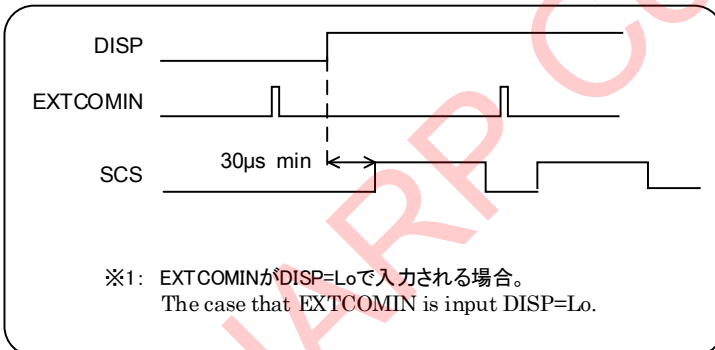 DISP
EXTCOMIN
30μs min
SCS
※1: EXTCOMINがDISP=Loで入力される場合。
The case that EXTCOMIN is input DISP=Lo.